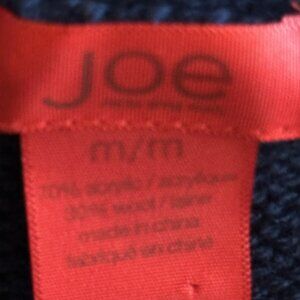 Joe
m/m
70% acrylic / acrylique
30% wool / laine
made in china
fabriqué en chine